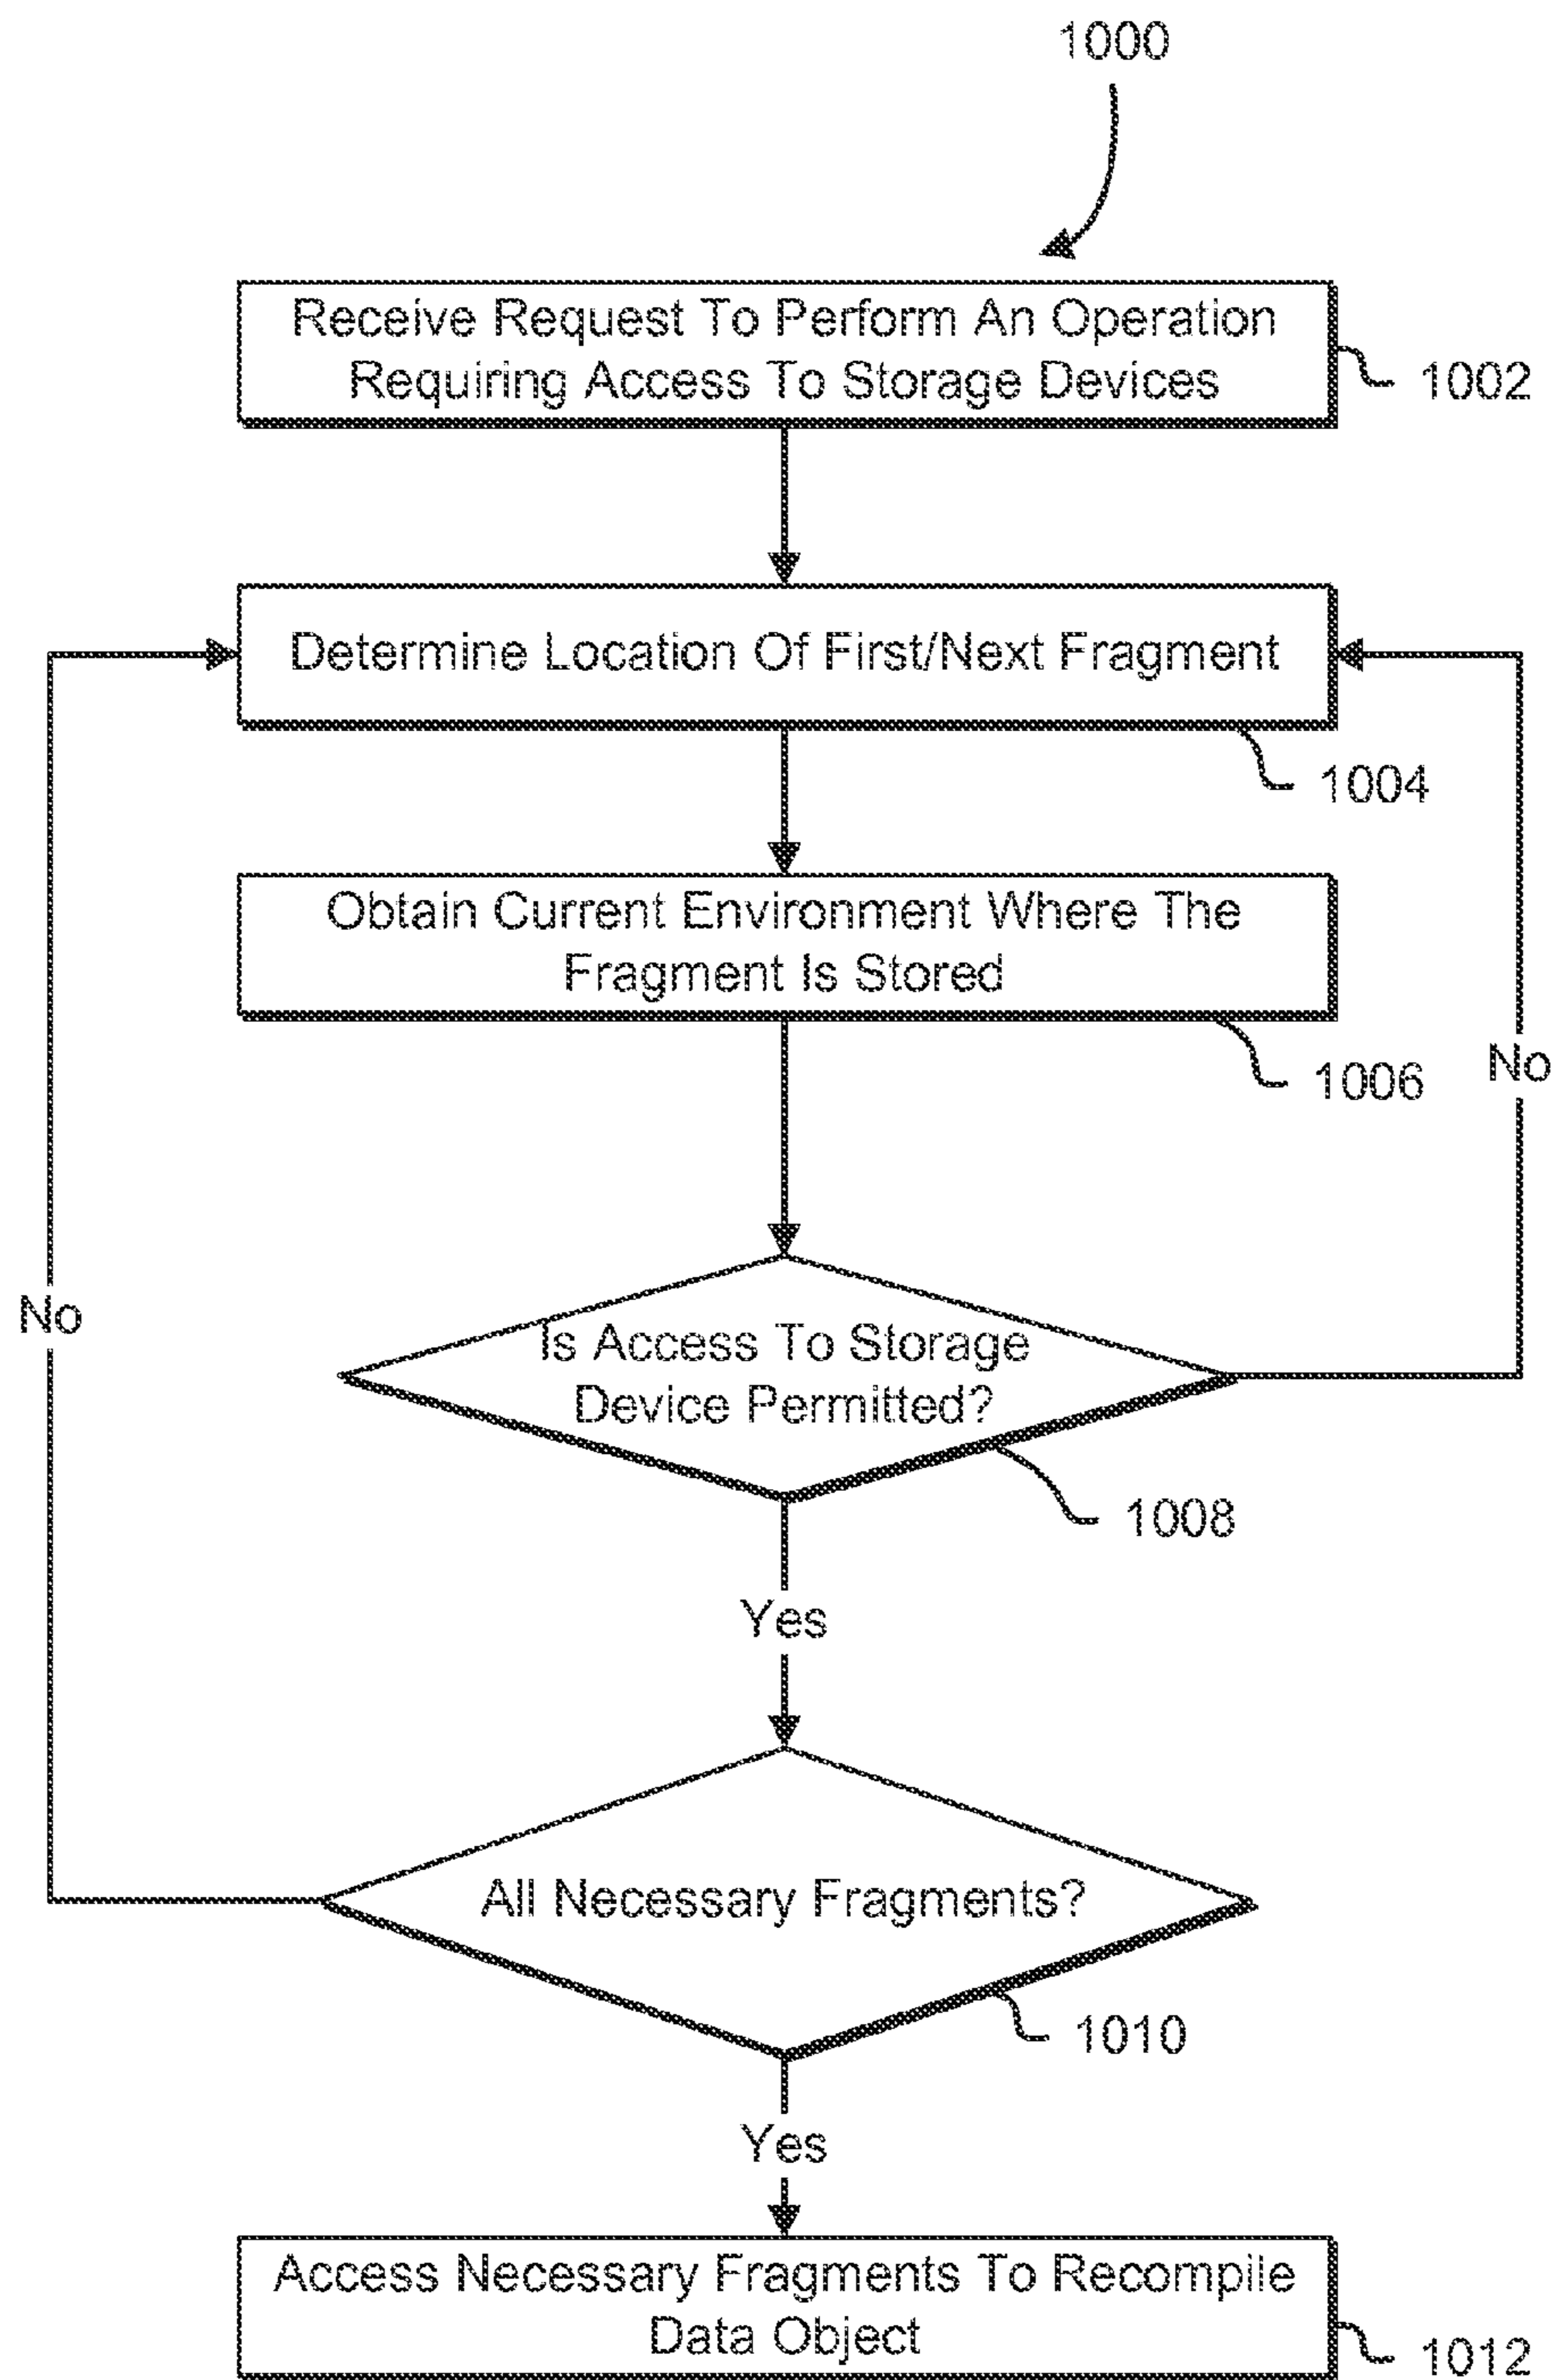 1000
Receive Request To Perform An Operation
Requiring Access To Storage Devices
1002
Determine Location Of First/Next Fragment
1004
Obtain Current Environment Where The
Fragment Is Stored
1006
No
No
Is Access To Storage
Device Permitted?
1008
Yes
All Necessary Fragments?
1010
Yes
Access Necessary Fragments To Recompile
Data Object
1012